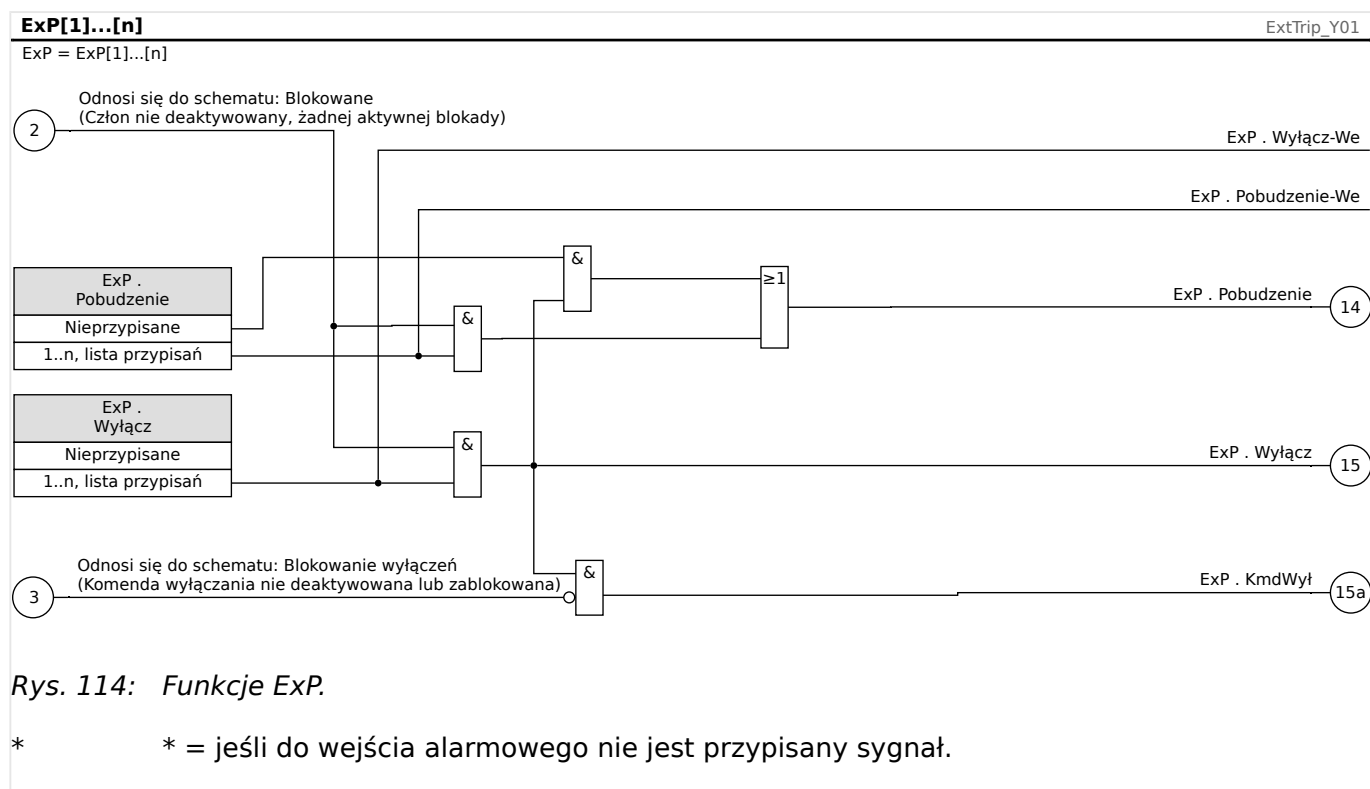 ExP[1]...[n]
ExtTrip_Y01
ExP = ExP[1]...[n]
Odnosi się do schematu: Blokowane
(Człon nie deaktywowany, żadnej aktywnej blokady)
2
ExP . Wyłącz-We
ExP . Pobudzenie-We
&
≥1
ExP .
Pobudzenie
Nieprzypisane
1..n, lista przypisań
&
ExP . Pobudzenie
14
ExP .
Wyłącz
Nieprzypisane
1..n, lista przypisań
&
ExP . Wyłącz
15
Odnosi się do schematu: Blokowanie wyłączeń
(Komenda wyłączania nie deaktywowana lub zablokowana)
3
&
ExP . KmdWył
15a
Rys. 114: Funkcje ExP.
* * = jeśli do wejścia alarmowego nie jest przypisany sygnał.